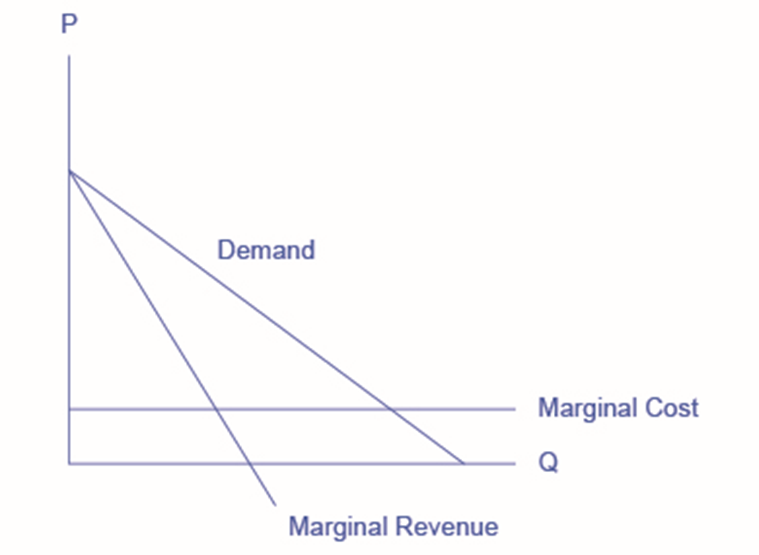 P
Demand
Marginal Cost
Q
Marginal Revenue